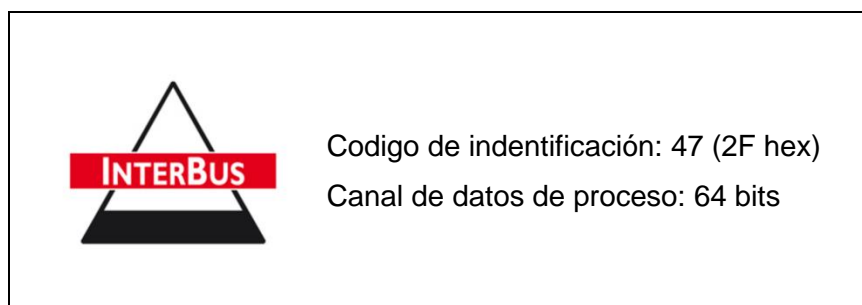 INTERBUS
Codigo de indentificación: 47 (2F hex)
Canal de datos de proceso: 64 bits